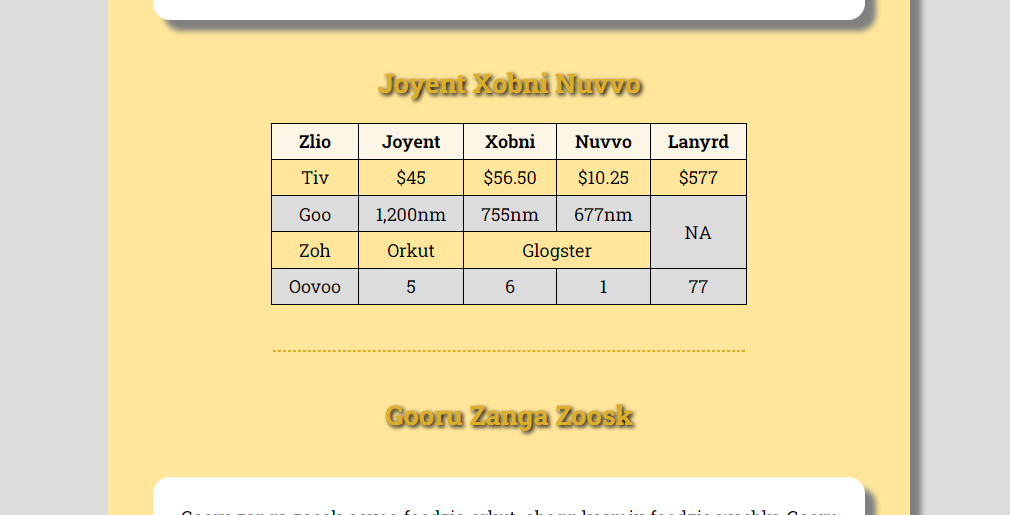 Joyent Xobni Nuvvo
Zlio Joyent Xobni Nuvvo Lanyrd
Tiv $45 $56.50 $10.25 $577
Goo 1,200nm 755nm 677nm NA
Zoh Orkut Glogster
Oovoo 5 6 1 77
Gooru Zanga Zoosk